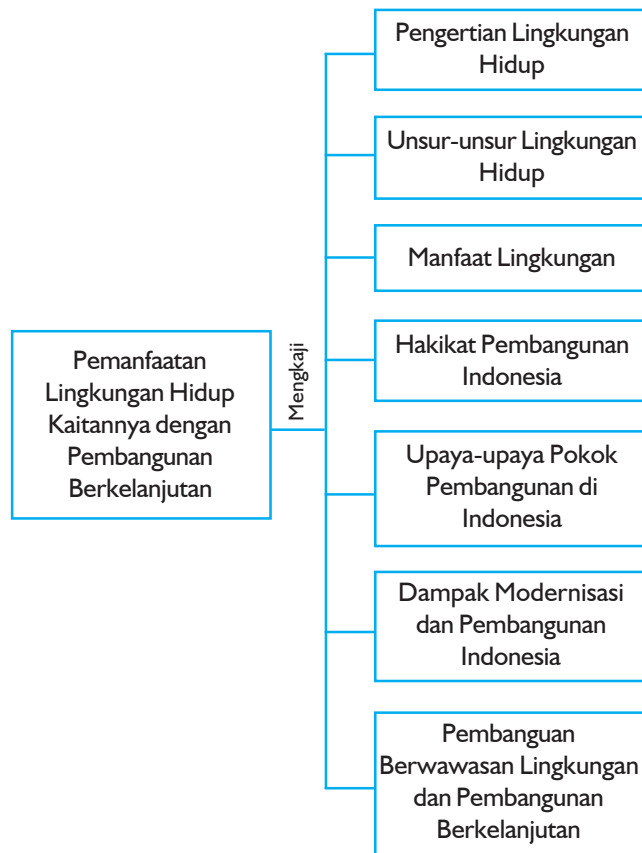 Pemanfaatan
Lingkungan Hidup
Kaitannya dengan
Pembangunan
Berkelanjutan
Mengkaji
Pengertian Lingkungan
Hidup
Unsur-unsur Lingkungan
Hidup
Manfaat Lingkungan
Hakikat Pembangunan
Indonesia
Upaya-upaya Pokok
Pembangunan di
Indonesia
Dampak Modernisasi
dan Pembangunan
Indonesia
Pembanguan
Berwawasan Lingkungan
dan Pembangunan
Berkelanjutan